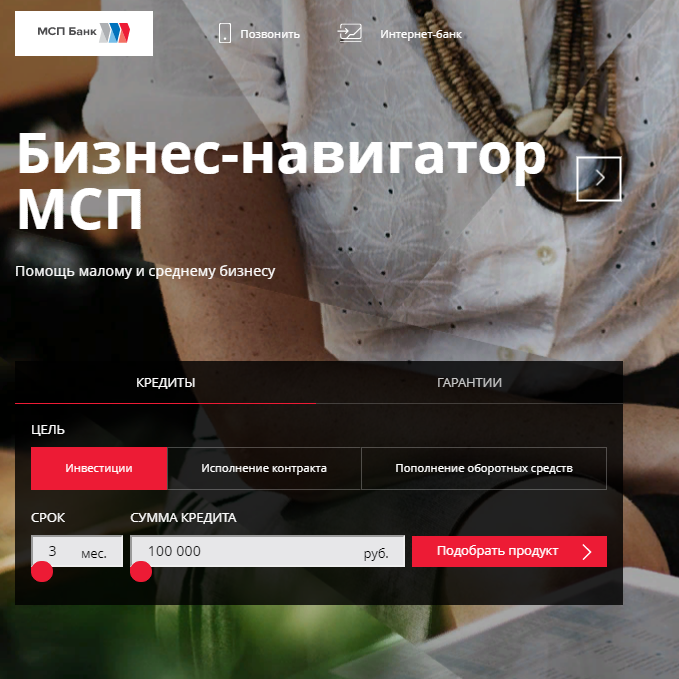 МСП Банк
Позвонить
Интернет-банк
Бизнес-навигатор
МСП
Помощь малому и среднему бизнесу
КРЕДИТЫ
ГАРАНТИИ
ЦЕЛЬ
Инвестиции
Исполнение контракта
Пополнение оборотных средств
СРОК
СУММА КРЕДИТА
3 мес.
100 000 руб.
Подобрать продукт